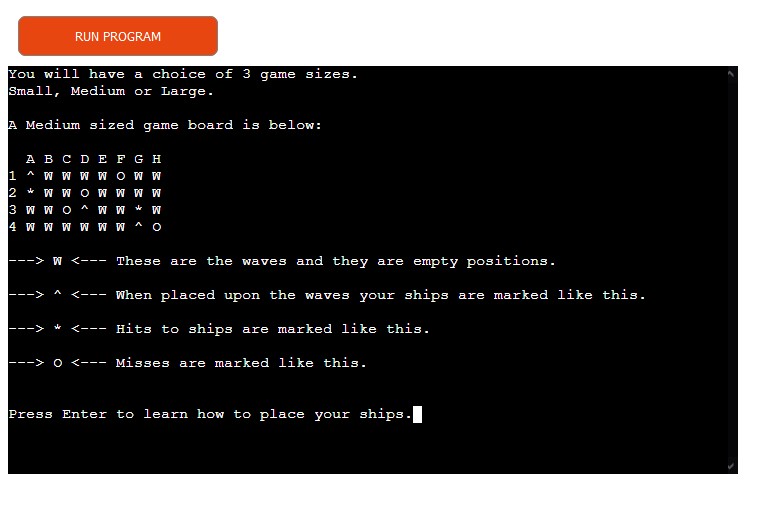 RUN PROGRAM
You will have a choice of 3 game sizes.
Small, Medium or Large.
A Medium sized game board is below:
A B C D E F G H
1 ^ W W W W O W W
2 * W W O W W W W
3 W W O ^ W W * W
4 W W W W W W ^ O
---> W <--- These are the waves and they are empty positions.
---> ^ <--- When placed upon the waves your ships are marked like this.
---> * <--- Hits to ships are marked like this.
---> O <--- Misses are marked like this.
Press Enter to learn how to place your ships.